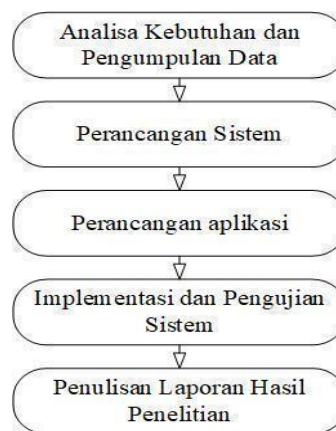 Analisa Kebutuhan dan
Pengumpulan Data
Perancangan Sistem
Perancangan aplikasi
Implementasi dan Pengujian
Sistem
Penulisan Laporan Hasil
Penelitian